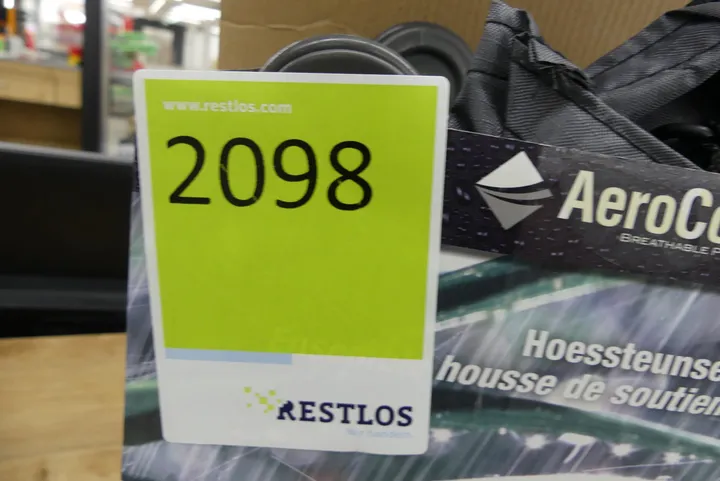 www.restlos.com
2098
RESTLOS
AeroCo
BREATHABLE P
Hoessteunse
housse de soutien